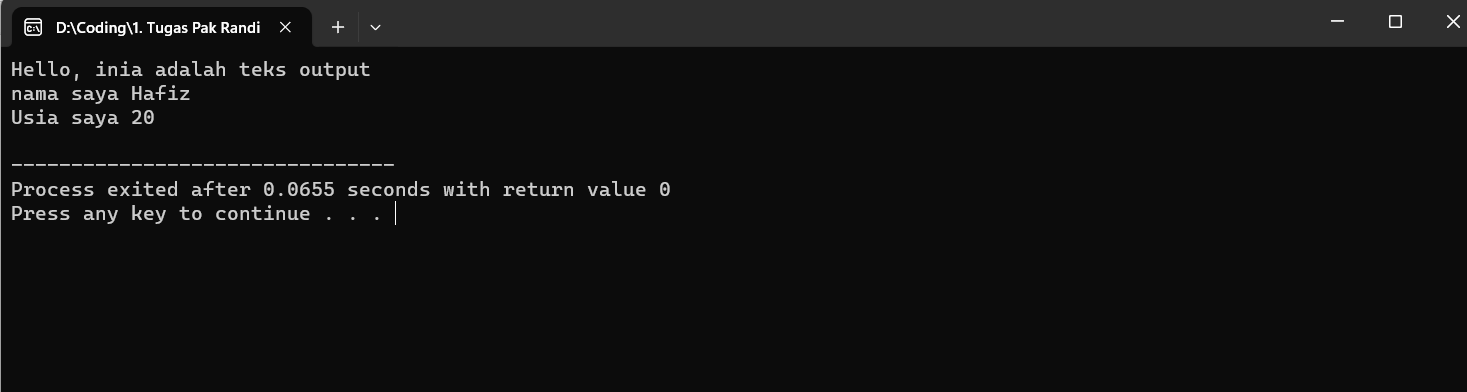 D:\Coding\1. Tugas Pak Randi
Hello, inia adalah teks output
nama saya Hafiz
Usia saya 20
--------------------------------
Process exited after 0.0655 seconds with return value 0
Press any key to continue . . .